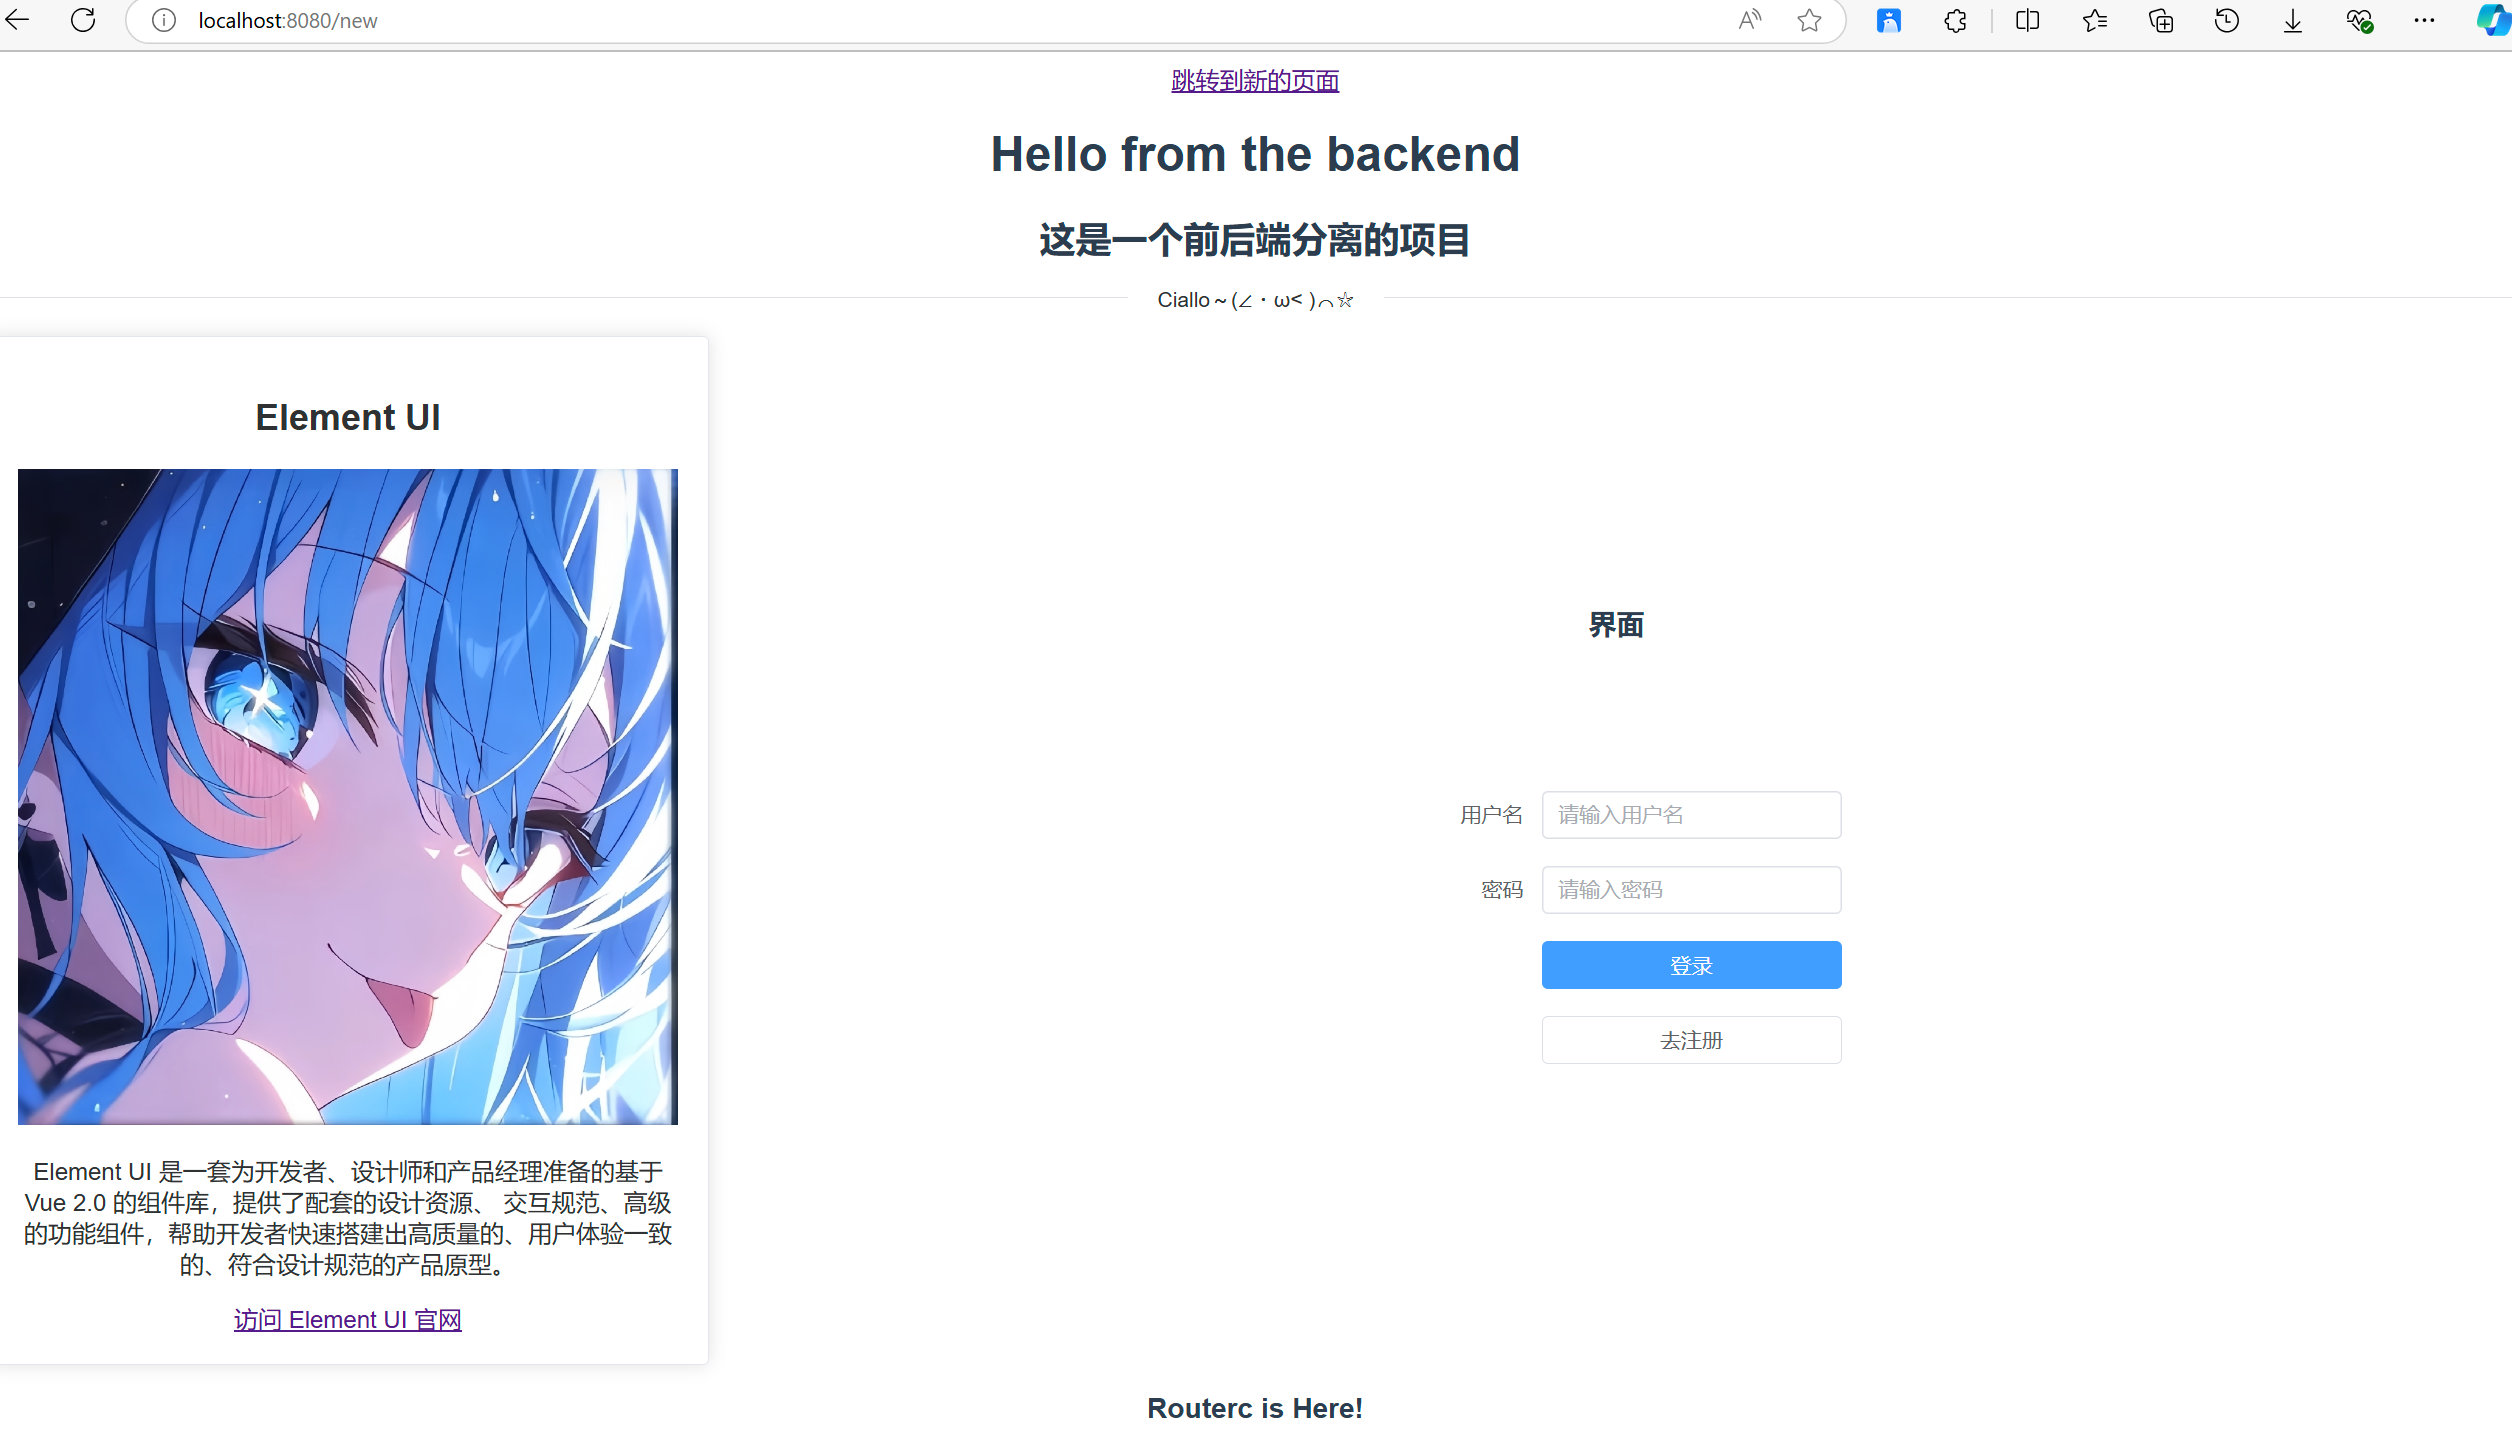 localhost:8080/new
跳转到新的页面
Hello from the backend
这是一个前后端分离的项目
Ciallo～(∠・ω< )⌒☆
Element UI
Element UI 是一套为开发者、设计师和产品经理准备的基于
Vue 2.0 的组件库，提供了配套的设计资源、 交互规范、高级
的功能组件，帮助开发者快速搭建出高质量的、用户体验一致
的、符合设计规范的产品原型。
访问 Element UI 官网
界面
用户名 请输入用户名
密码 请输入密码
登录
去注册
Routerc is Here!